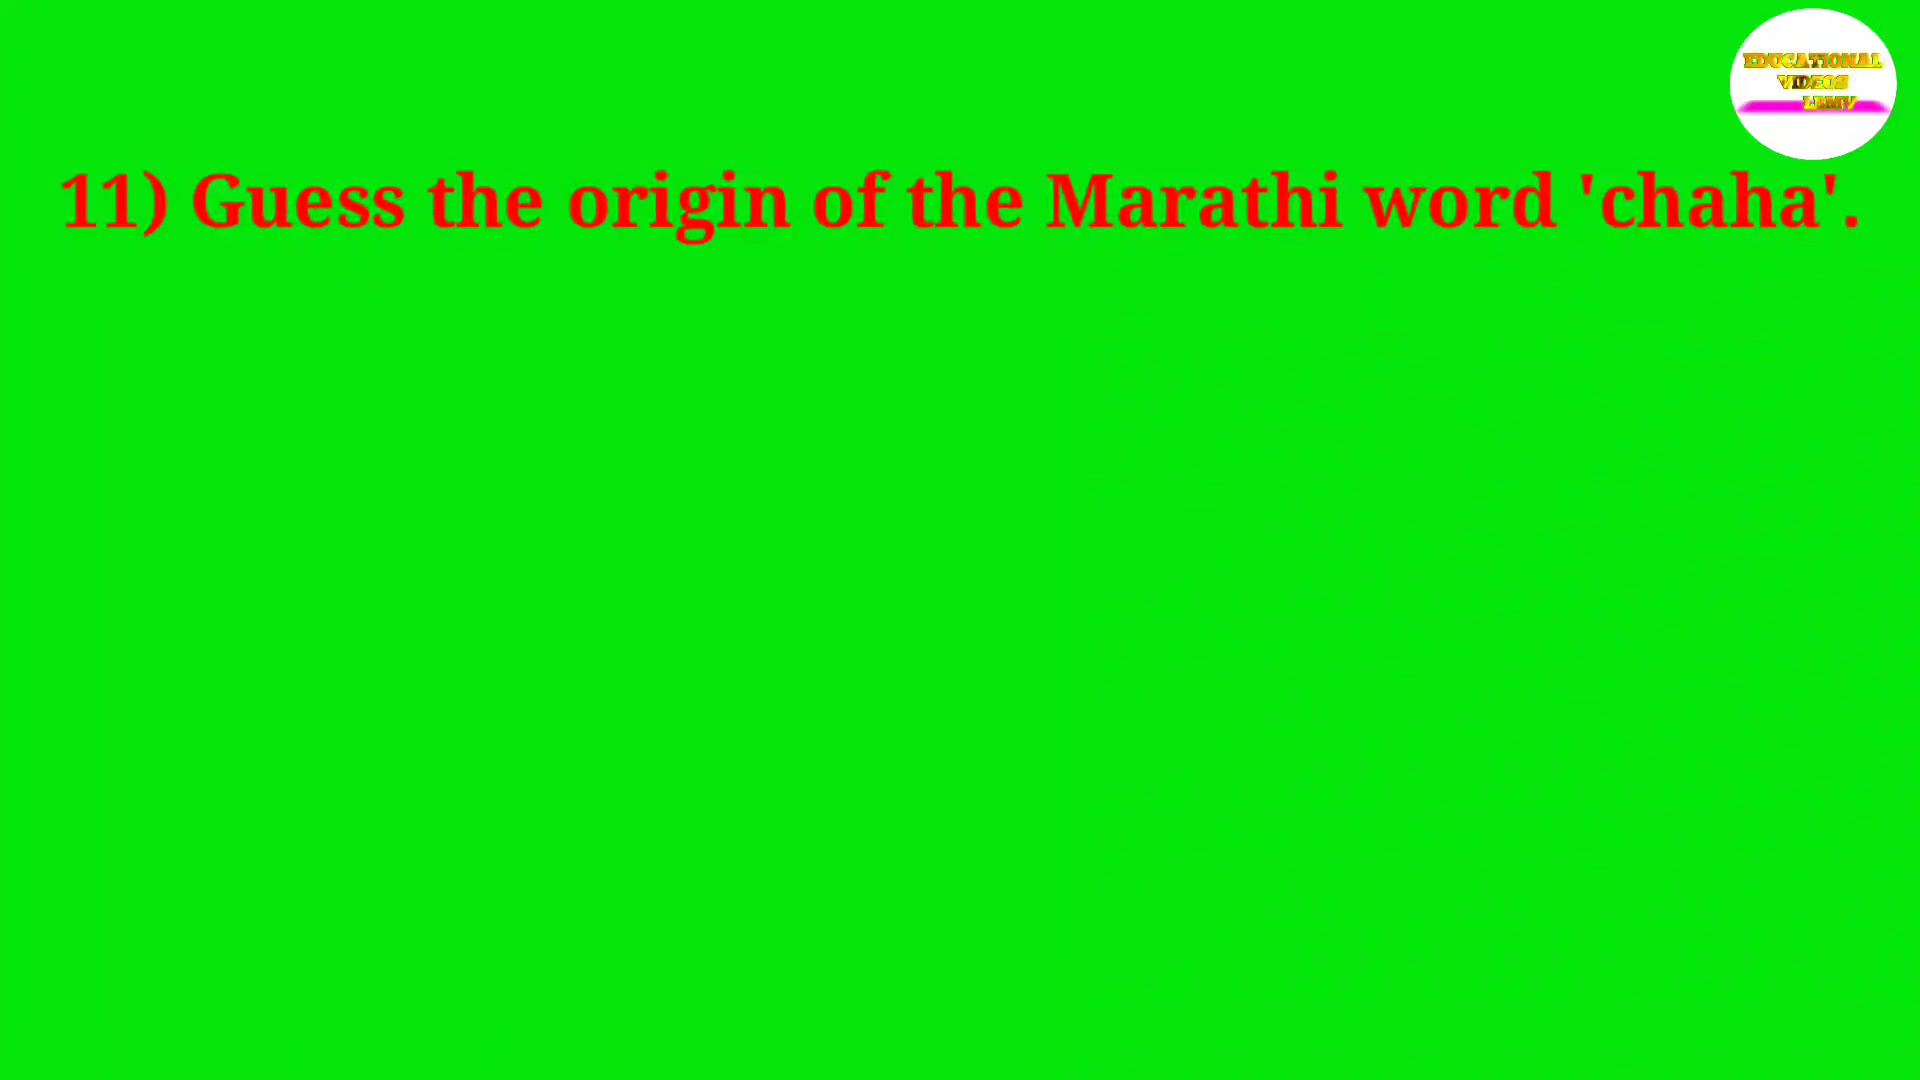 EDUCATIONAL
VIDEOS
11) Guess the origin of the Marathi word 'chaha'.